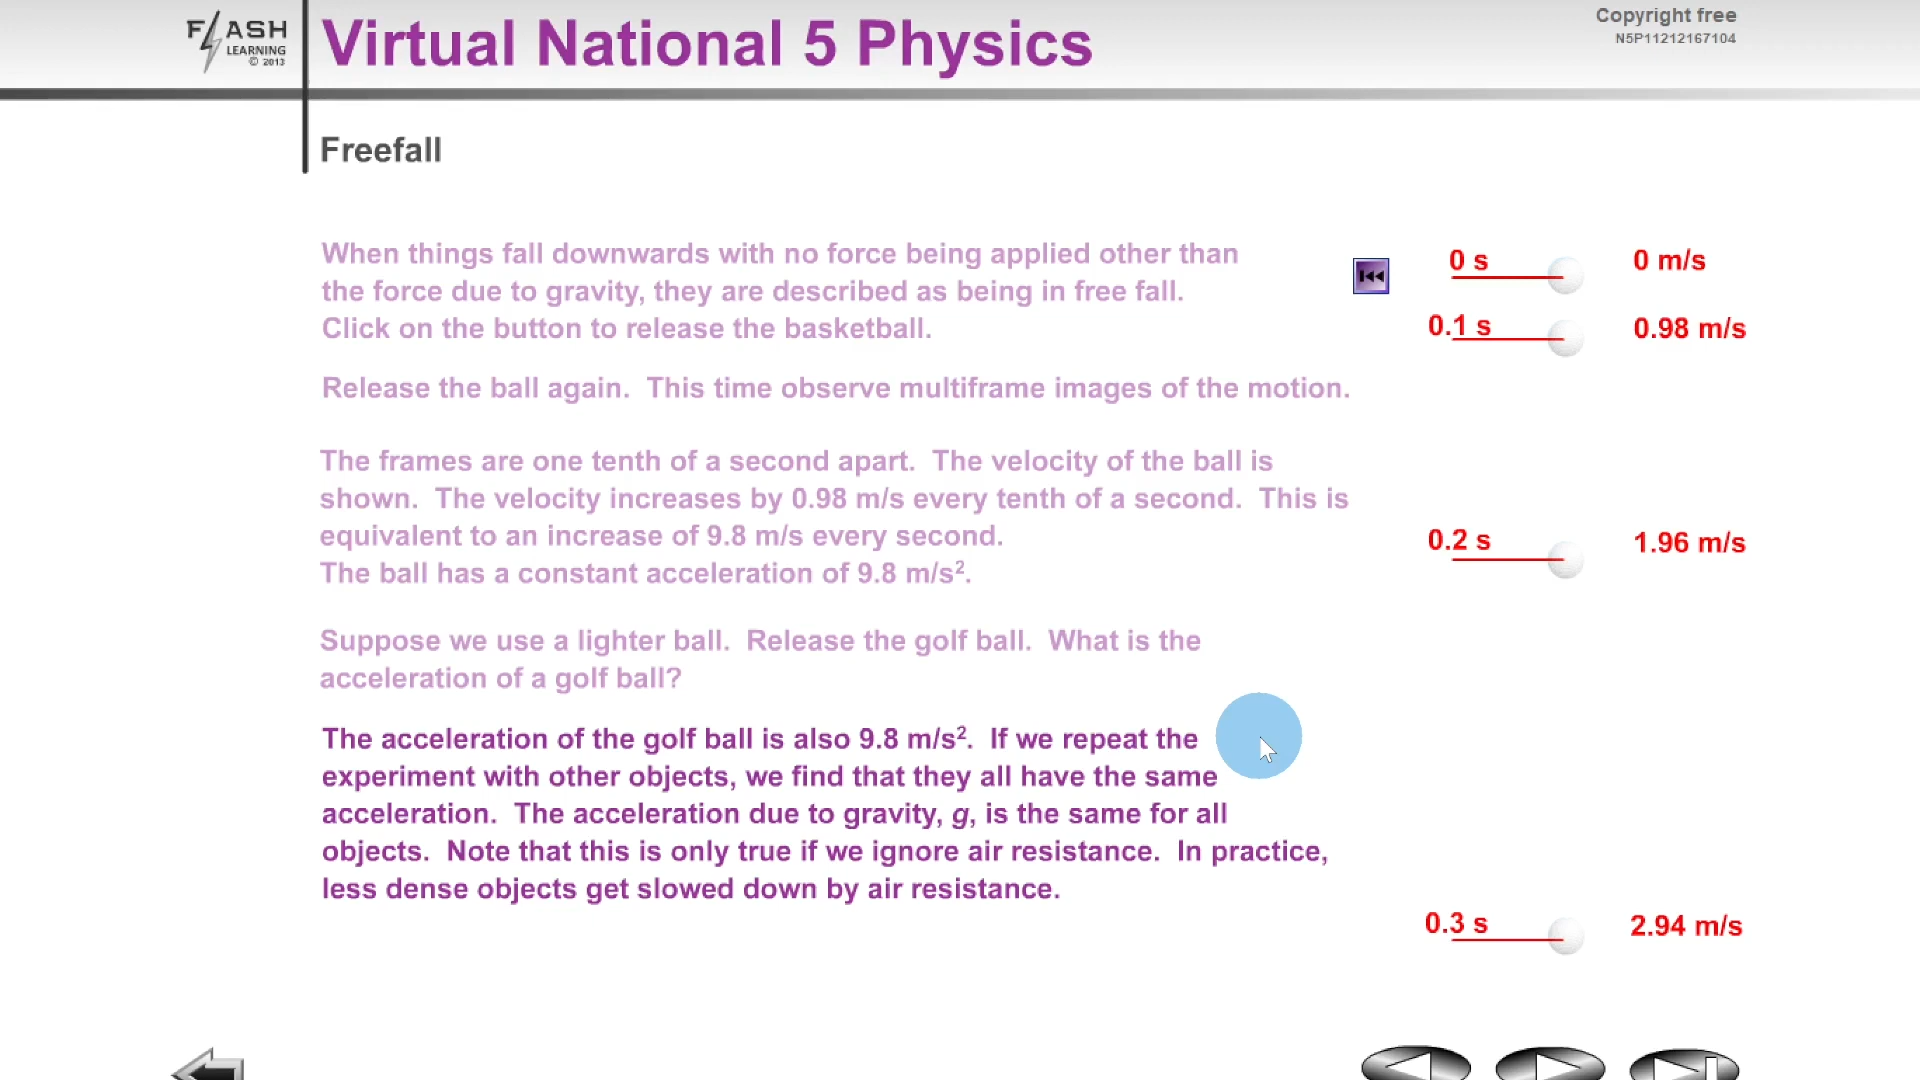 FLASH
LEARNING
© 2013
Virtual National 5 Physics
Copyright free
N5P11212167104
Freefall
When things fall downwards with no force being applied other than
the force due to gravity, they are described as being in free fall.
Click on the button to release the basketball.
Release the ball again. This time observe multiframe images of the motion.
The frames are one tenth of a second apart. The velocity of the ball is
shown. The velocity increases by 0.98 m/s every tenth of a second. This is
equivalent to an increase of 9.8 m/s every second.
The ball has a constant acceleration of 9.8 m/s².
Suppose we use a lighter ball. Release the golf ball. What is the
acceleration of a golf ball?
The acceleration of the golf ball is also 9.8 m/s². If we repeat the
experiment with other objects, we find that they all have the same
acceleration. The acceleration due to gravity, g, is the same for all
objects. Note that this is only true if we ignore air resistance. In practice,
less dense objects get slowed down by air resistance.
0 s 0 m/s
0.1 s 0.98 m/s
0.2 s 1.96 m/s
0.3 s 2.94 m/s